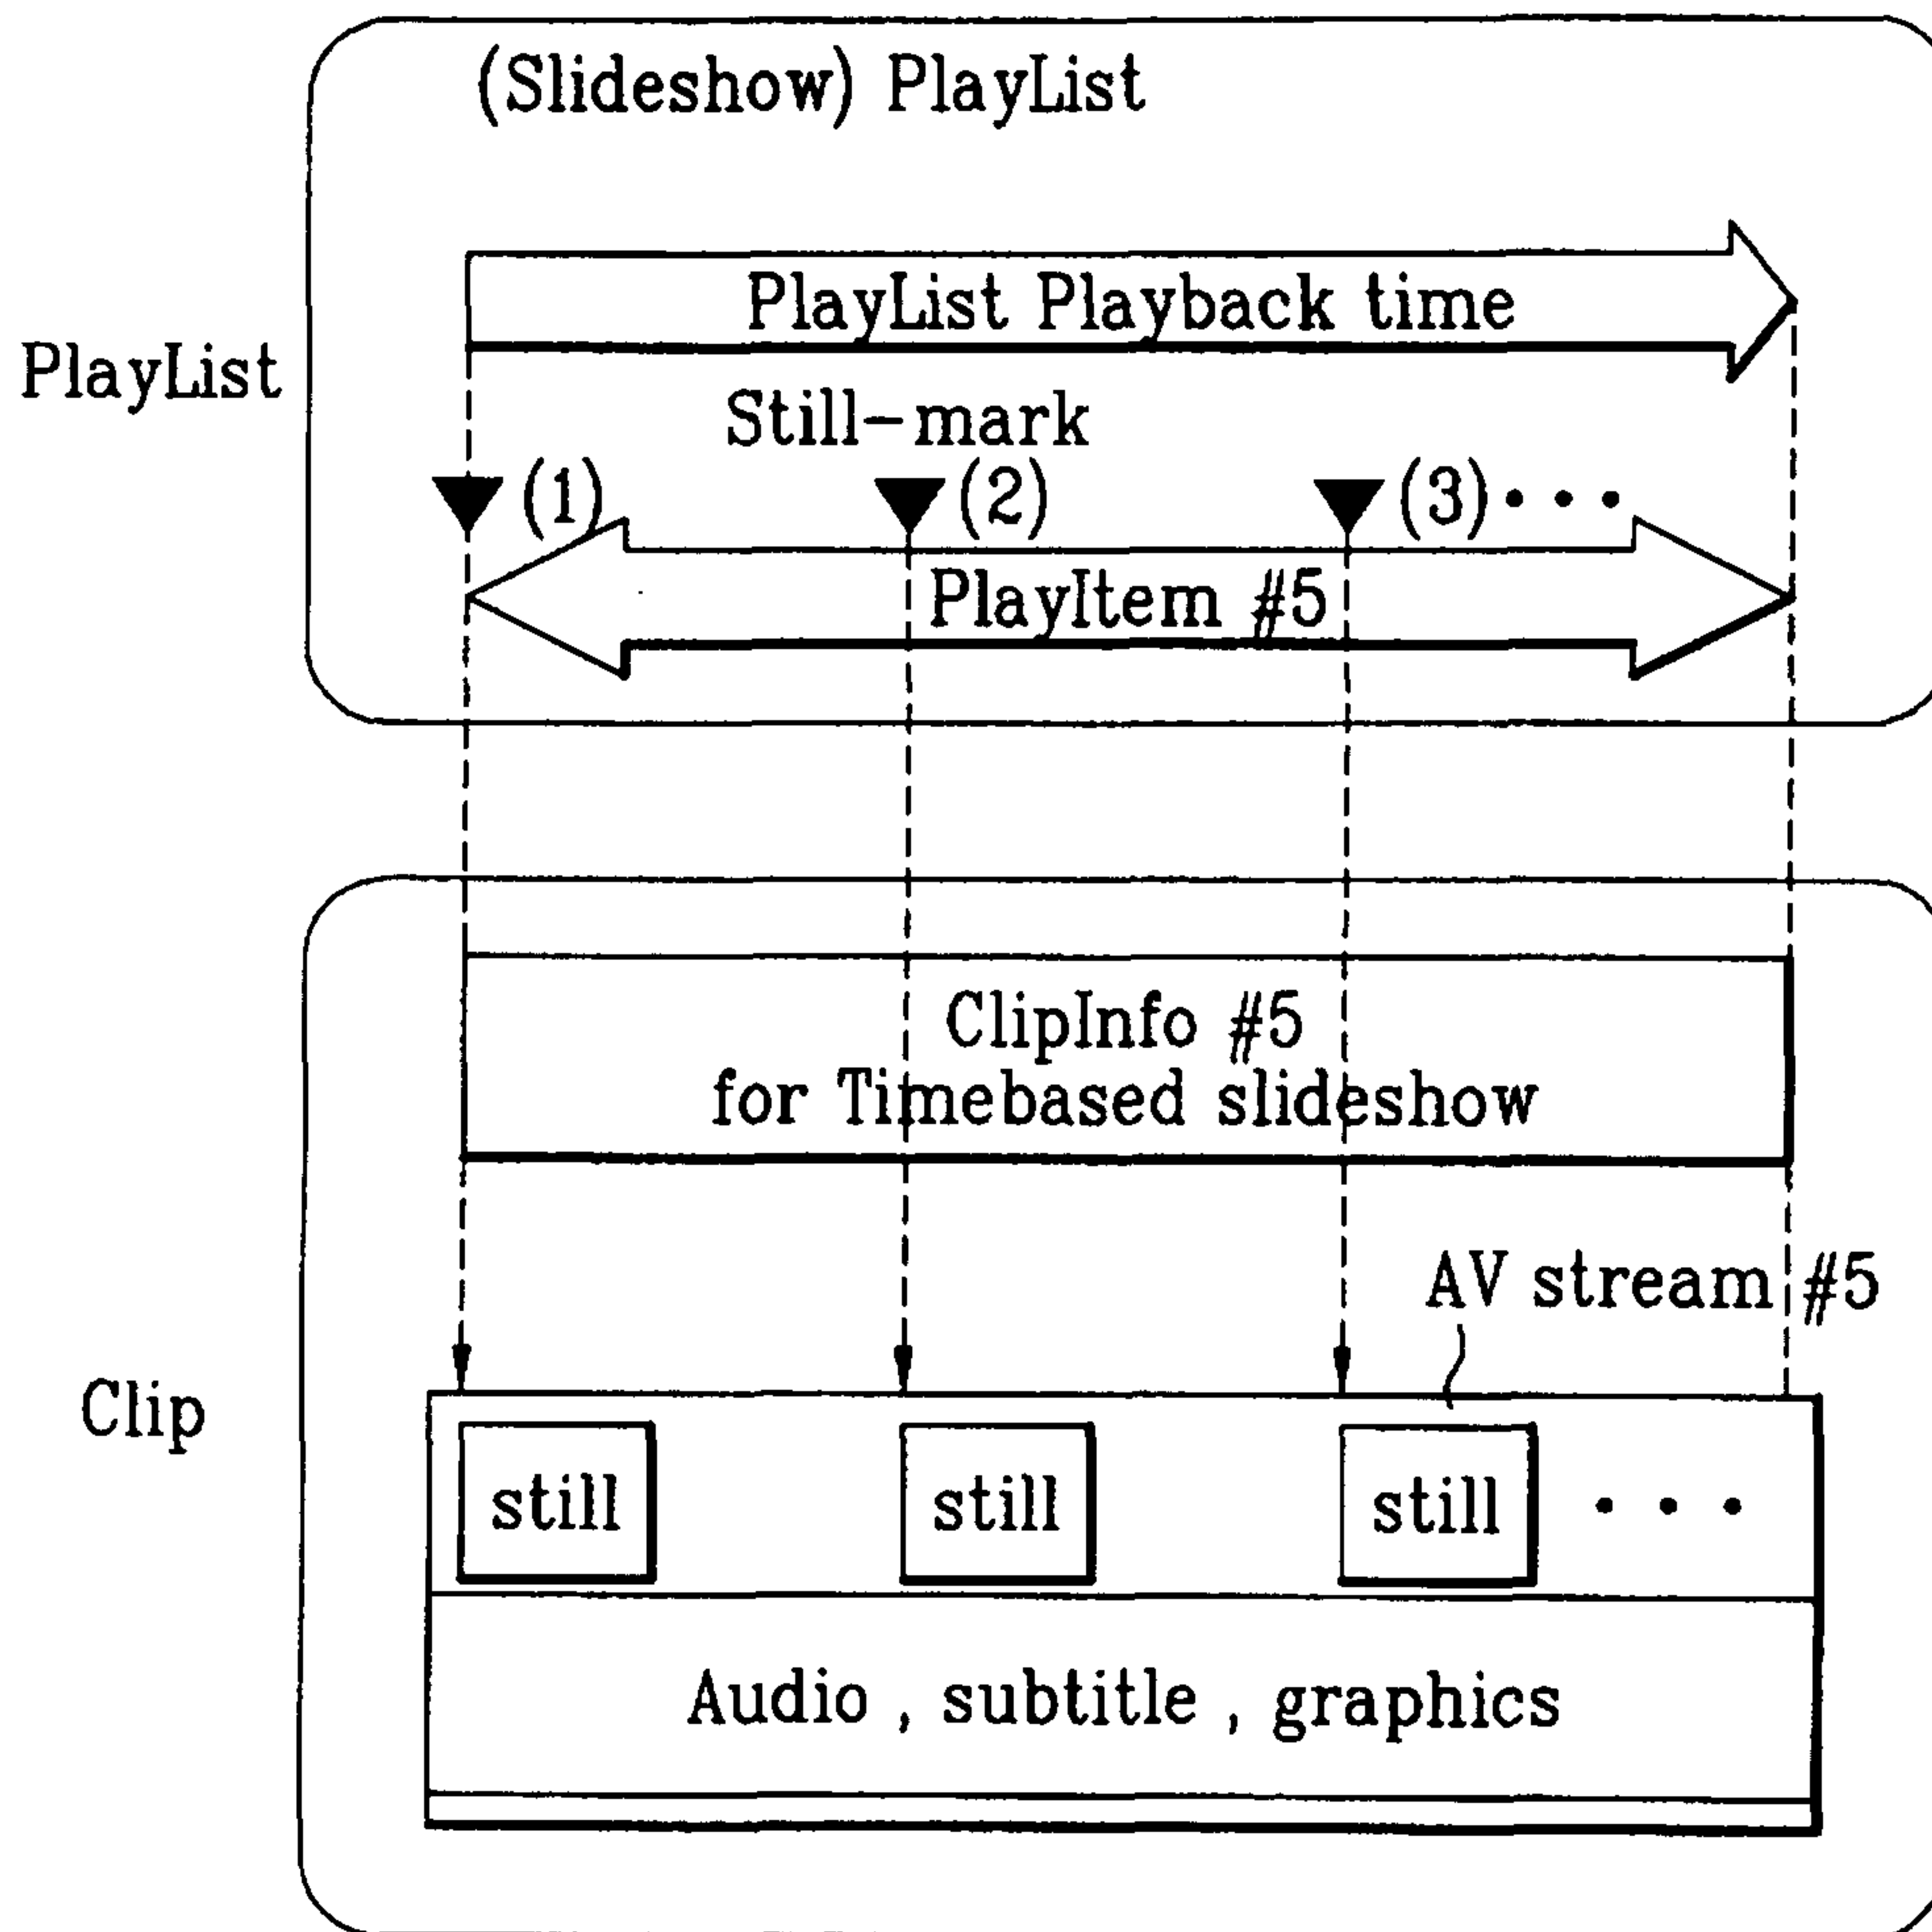 (Slideshow) PlayList
PlayList Playback time
PlayList
Still-mark
(1) (2) (3)...
PlayItem #5
ClipInfo #5
for Timebased slideshow
AV stream #5
Clip
still still still ...
Audio , subtitle , graphics